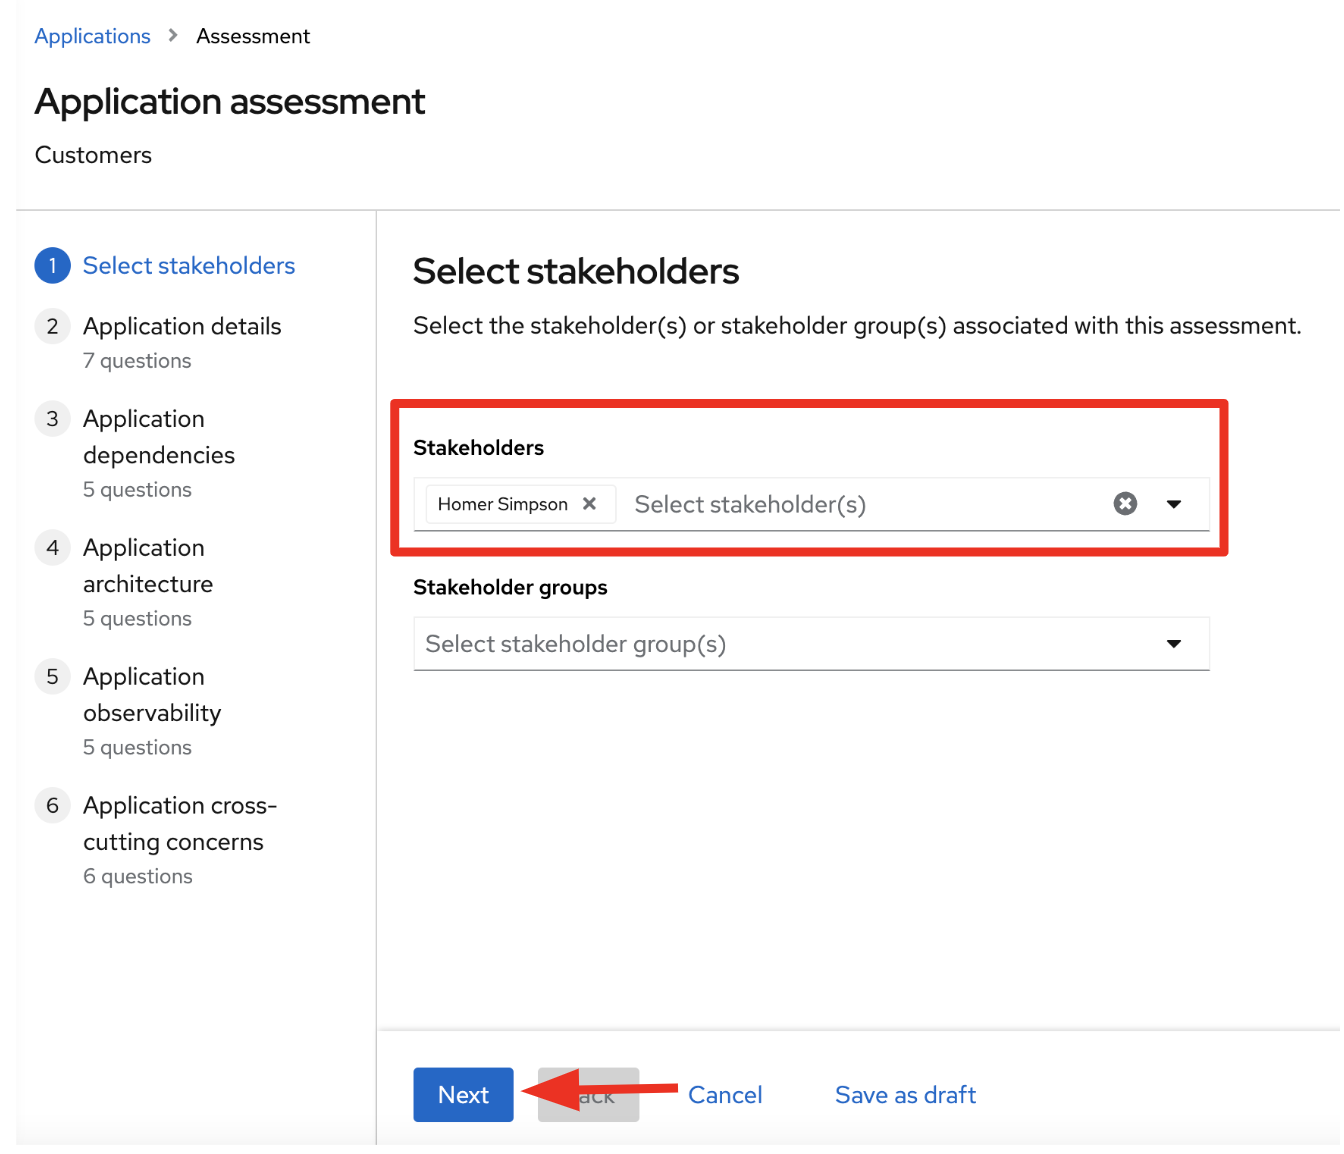 Applications > Assessment
Application assessment
Customers
1 Select stakeholders
2 Application details
7 questions
3 Application
dependencies
5 questions
4 Application
architecture
5 questions
5 Application
observability
5 questions
6 Application cross-
cutting concerns
6 questions
Select stakeholders
Select the stakeholder(s) or stakeholder group(s) associated with this assessment.
Stakeholders
Homer Simpson Select stakeholder(s)
Stakeholder groups
Select stakeholder group(s)
Next ack Cancel Save as draft